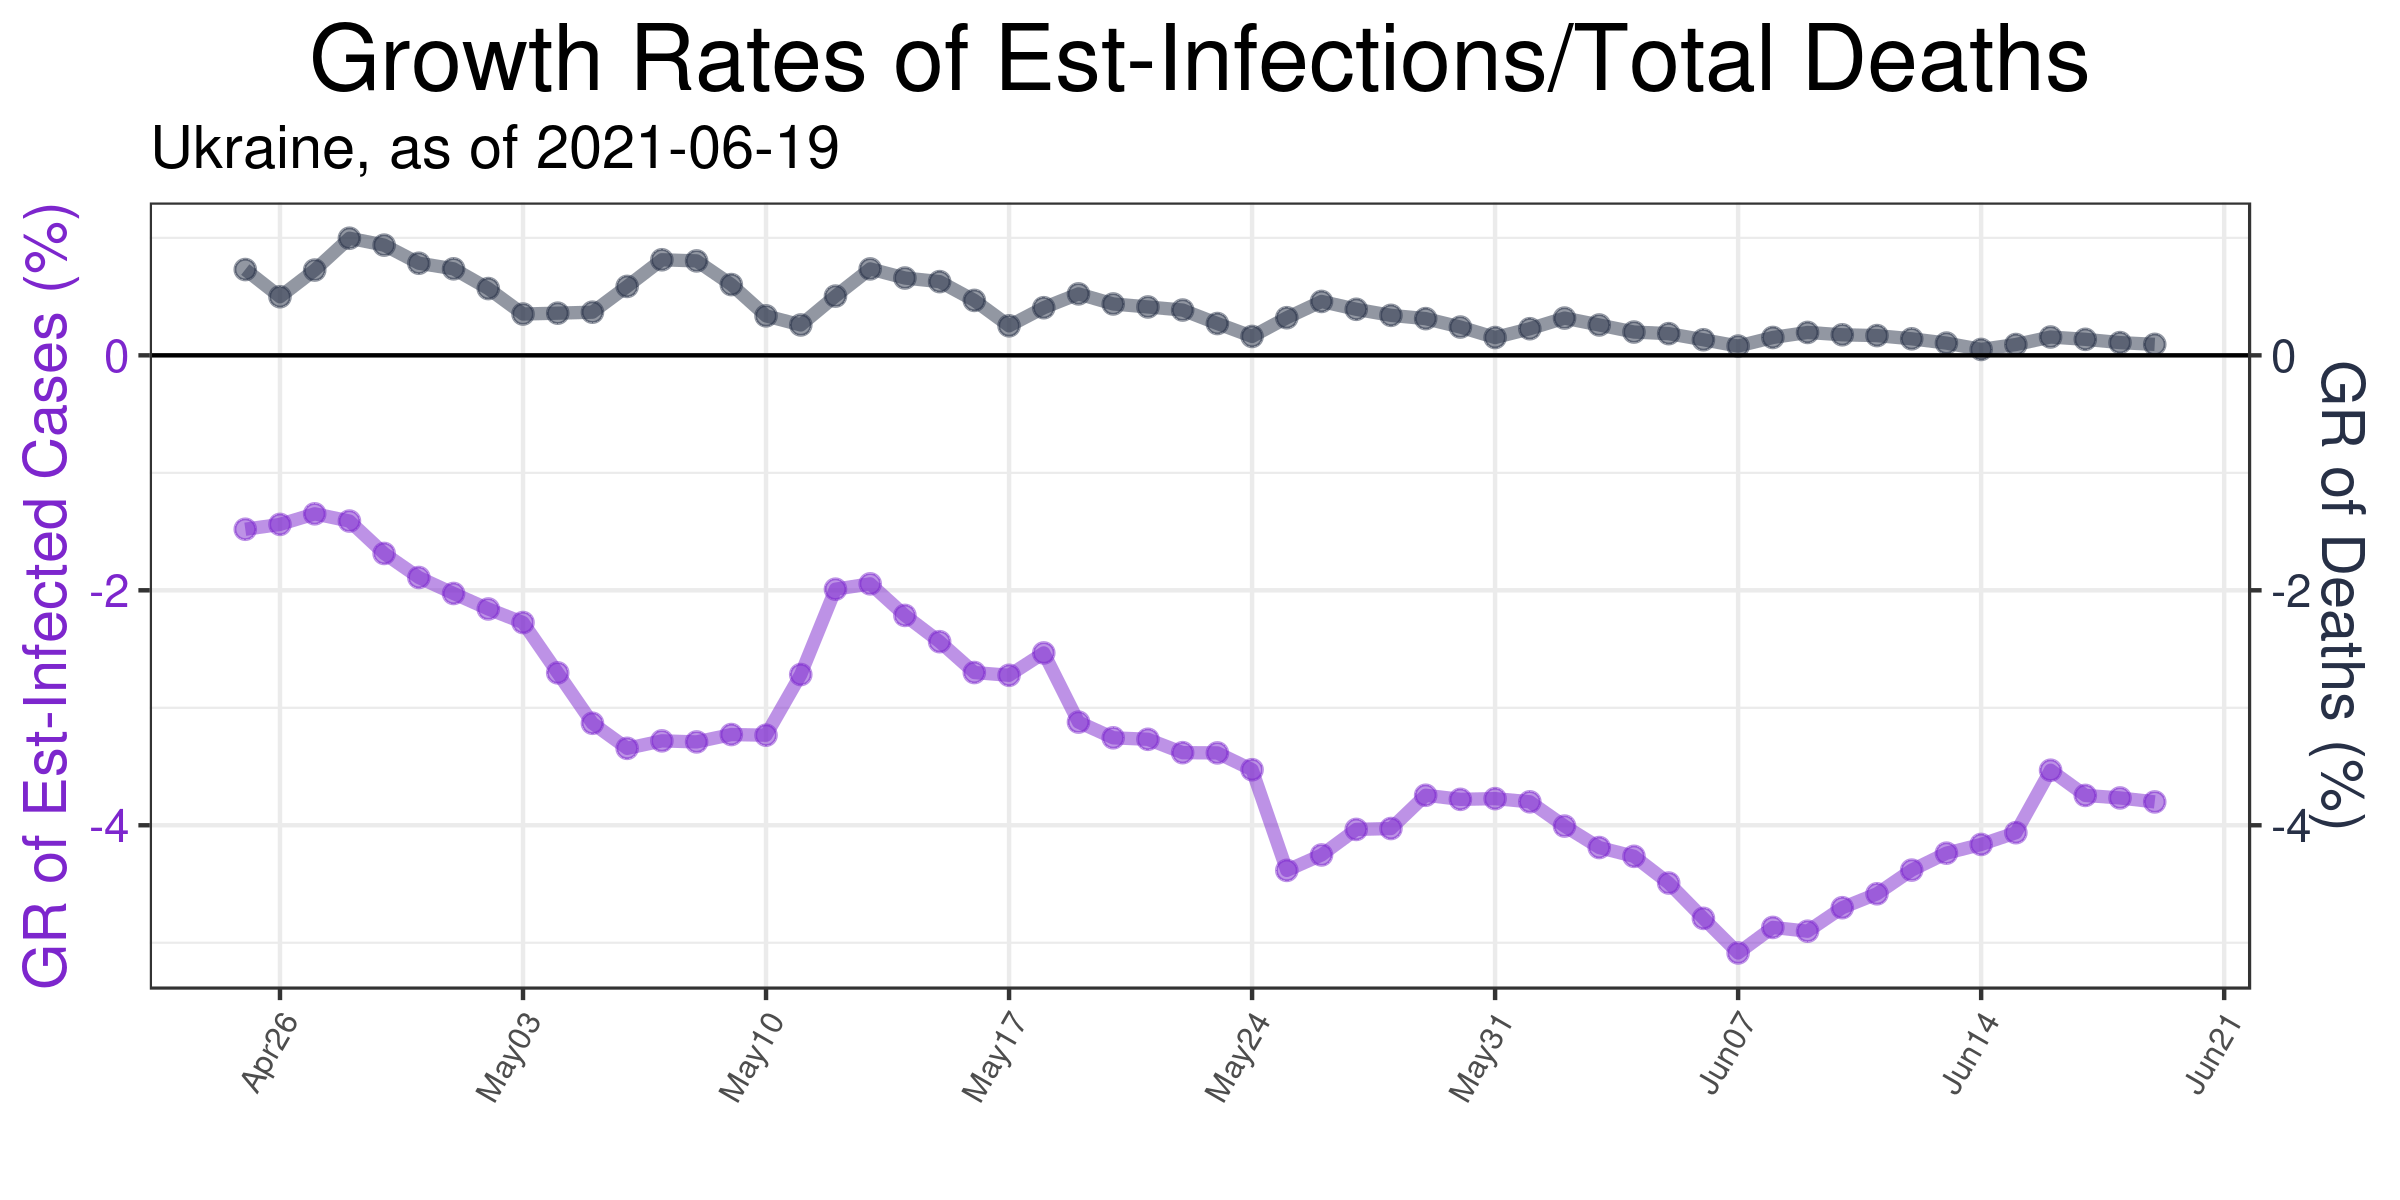 Growth Rates of Est-Infections/Total Deaths
Ukraine, as of 2021-06-19
GR of Est-Infected Cases (%)
0
-2
-4
0
-2
-4
GR of Deaths (%)
Apr26
May03
May10
May17
May24
May31
Jun07
Jun14
Jun21